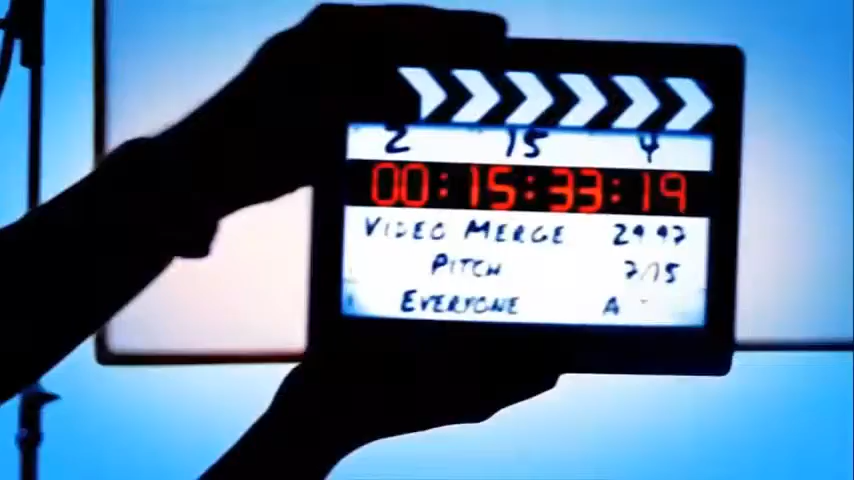 2 15 4
00:15:33:19
VIDEO MERGE 29.97
PITCH 7/15
EVERYONE A